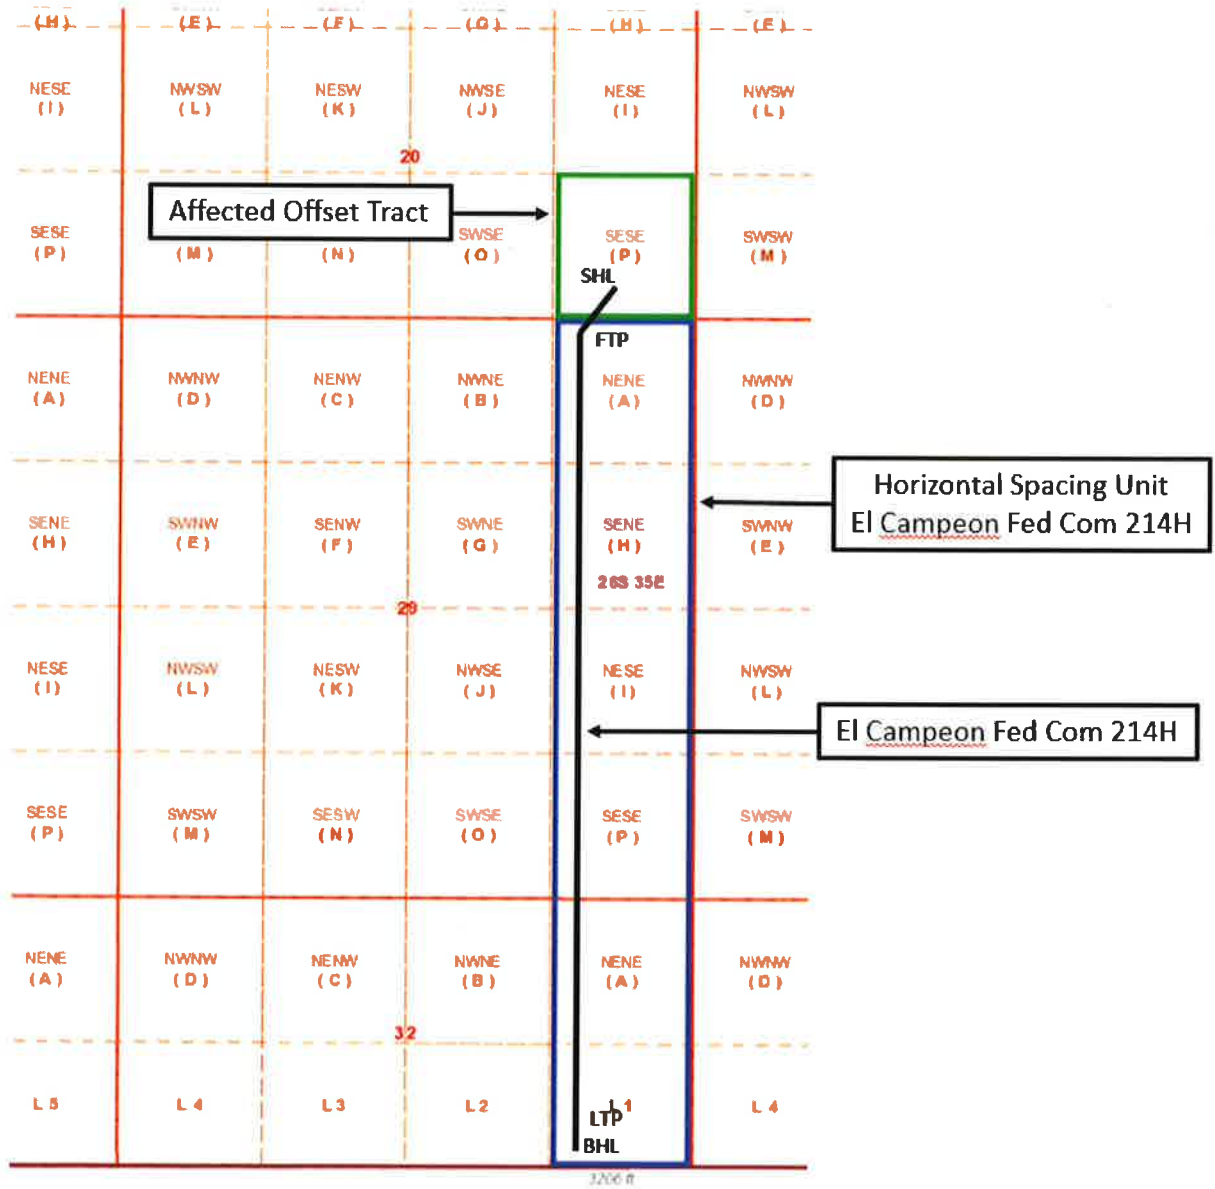 (H) (E) (F) (G) (H) (E)
NESE NWSW NESW NWSE NESE NWSW
(I) (L) (K) (J) (I) (L)
20
Affected Offset Tract
SESE SWSE SESE SWSW
(P) (M) (N) (O) (P) (M)
SHL
FTP
NENE NWNW NENW NWNE NENE NWNW
(A) (D) (C) (B) (A) (D)
Horizontal Spacing Unit
El Campeon Fed Com 214H
SENE SWNW SENW SWNE SENE SWNW
(H) (E) (F) (G) (H) (E)
26S 35E
29
NESE NWSW NESW NWSE NESE NWSW
(I) (L) (K) (J) (I) (L)
El Campeon Fed Com 214H
SESE SWSW SESW SWSE SESE SWSW
(P) (M) (N) (O) (P) (M)
NENE NWNW NENW NWNE NENE NWNW
(A) (D) (C) (B) (A) (D)
32
L 5 L 4 L 3 L 2 L 1 L 4
LTP
BHL
3266 ft